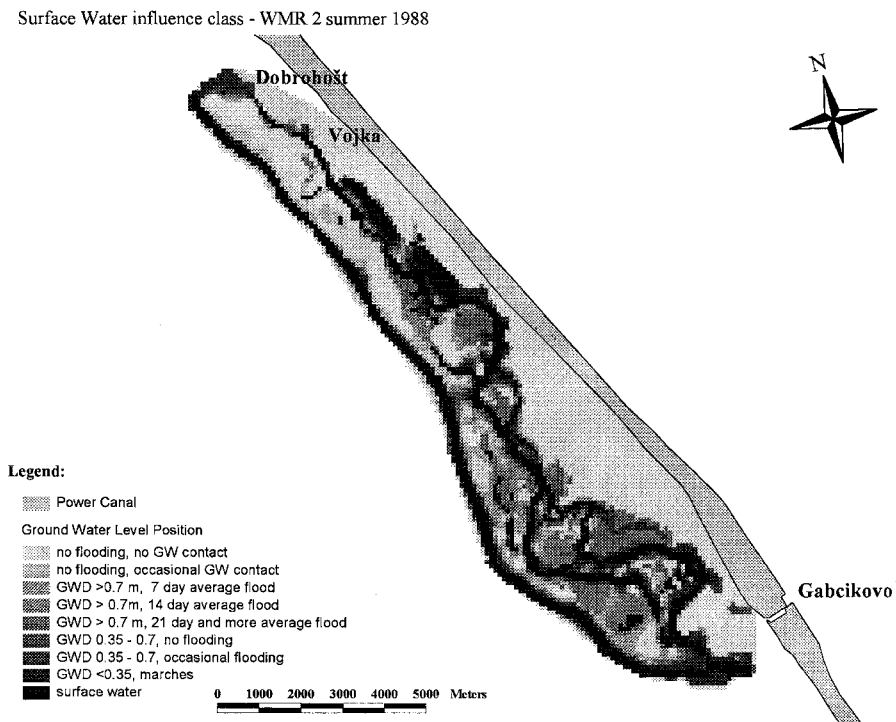 Surface Water influence class - WMR 2 summer 1988
N
Dobrohošt
Vojka
Gabcikovo
Legend:
Power Canal
Ground Water Level Position
no flooding, no GW contact
no flooding, occasional GW contact
GWD >0.7 m, 7 day average flood
GWD > 0.7m, 14 day average flood
GWD > 0.7 m, 21 day and more average flood
GWD 0.35 - 0.7, no flooding
GWD 0.35 - 0.7, occasional flooding
GWD <0.35, marches
surface water
0 1000 2000 3000 4000 5000 Meters